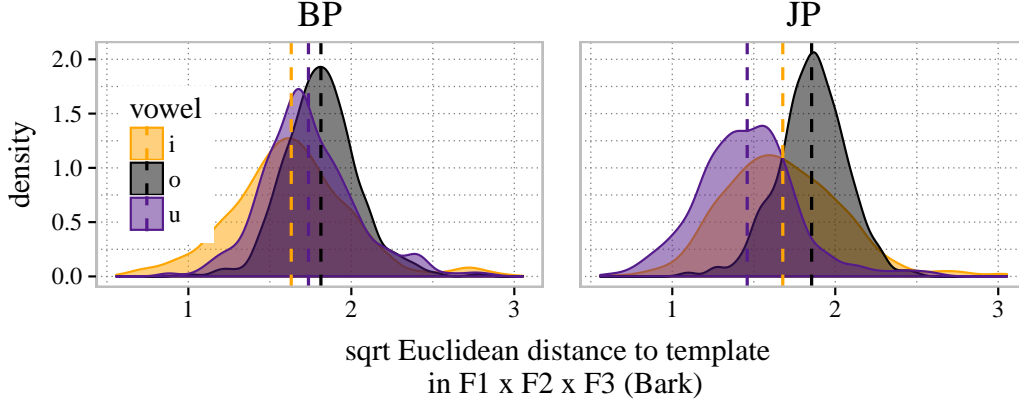 BP
JP
density
2.0
1.5
1.0
0.5
0.0
vowel
i
o
u
1
2
3
1
2
3
sqrt Euclidean distance to template
in F1 x F2 x F3 (Bark)